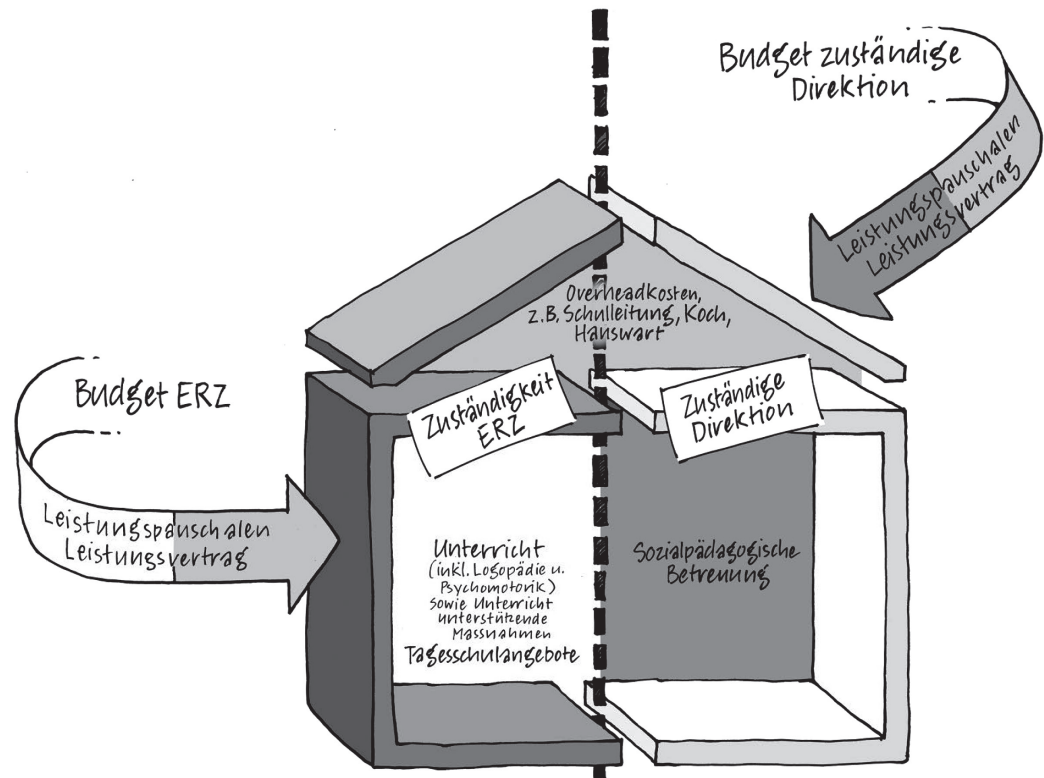 Budget zuständige
Direktion
Leistungspauschalen
Leistungsvertrag
Overheadkosten,
z.B. Schulleitung, Koch,
Hauswart
Budget ERZ
Zuständigkeit
ERZ
Zuständige
Direktion
Leistungspauschalen
Leistungsvertrag
Unterricht
(inkl. Logopädie u.
Psychomotorik)
Sowie Unterricht
unterstützende
Massnahmen
Tagesschulangebote
Sozialpädagogische
Betreuung